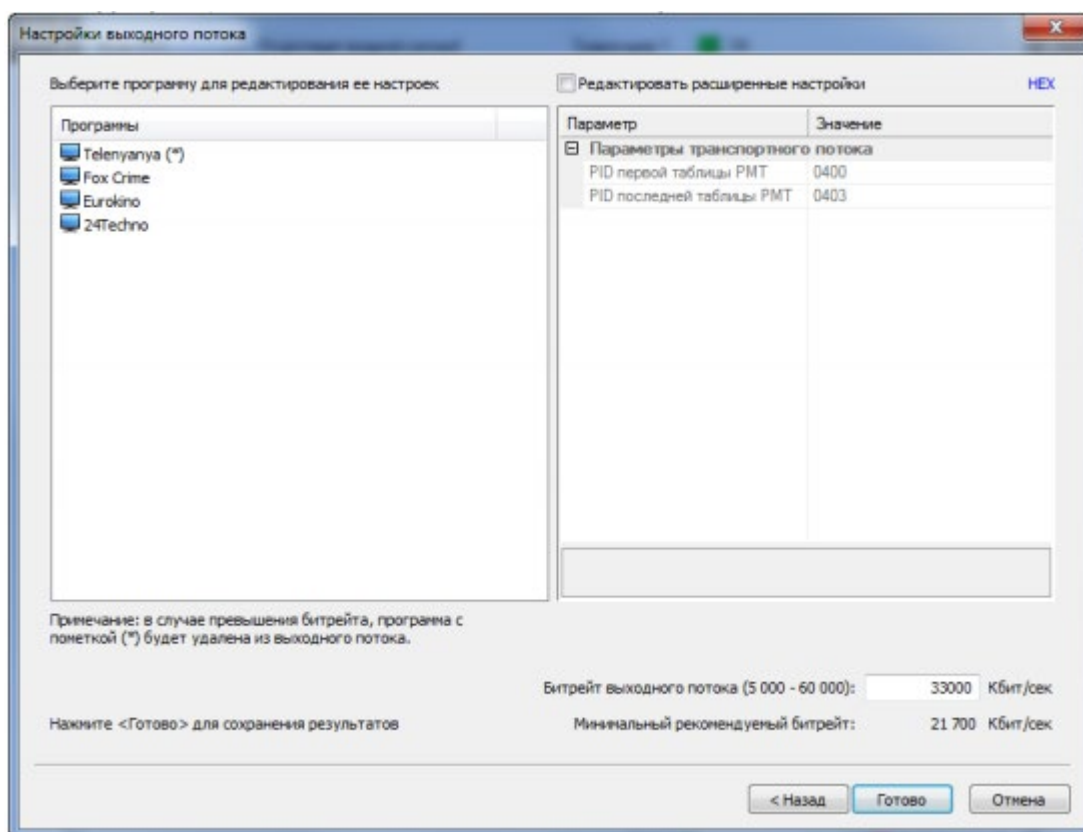 Настройки выходного потока
Выберите программу для редактирования ее настроек
Редактировать расширенные настройки
HEX
Программы
Telenyanya (*)
Fox Crime
Eurokino
24Techno
Параметр Значение
Параметры транспортного потока
PID первой таблицы PMT 0400
PID последней таблицы PMT 0403
Примечание: в случае превышения битрейта, программа с
пометкой (*) будет удалена из выходного потока.
Битрейт выходного потока (5 000 - 60 000): 33000 Кбит/сек
Нажмите <Готово> для сохранения результатов
Минимальный рекомендуемый битрейт: 21 700 Кбит/сек
< Назад Готово Отмена